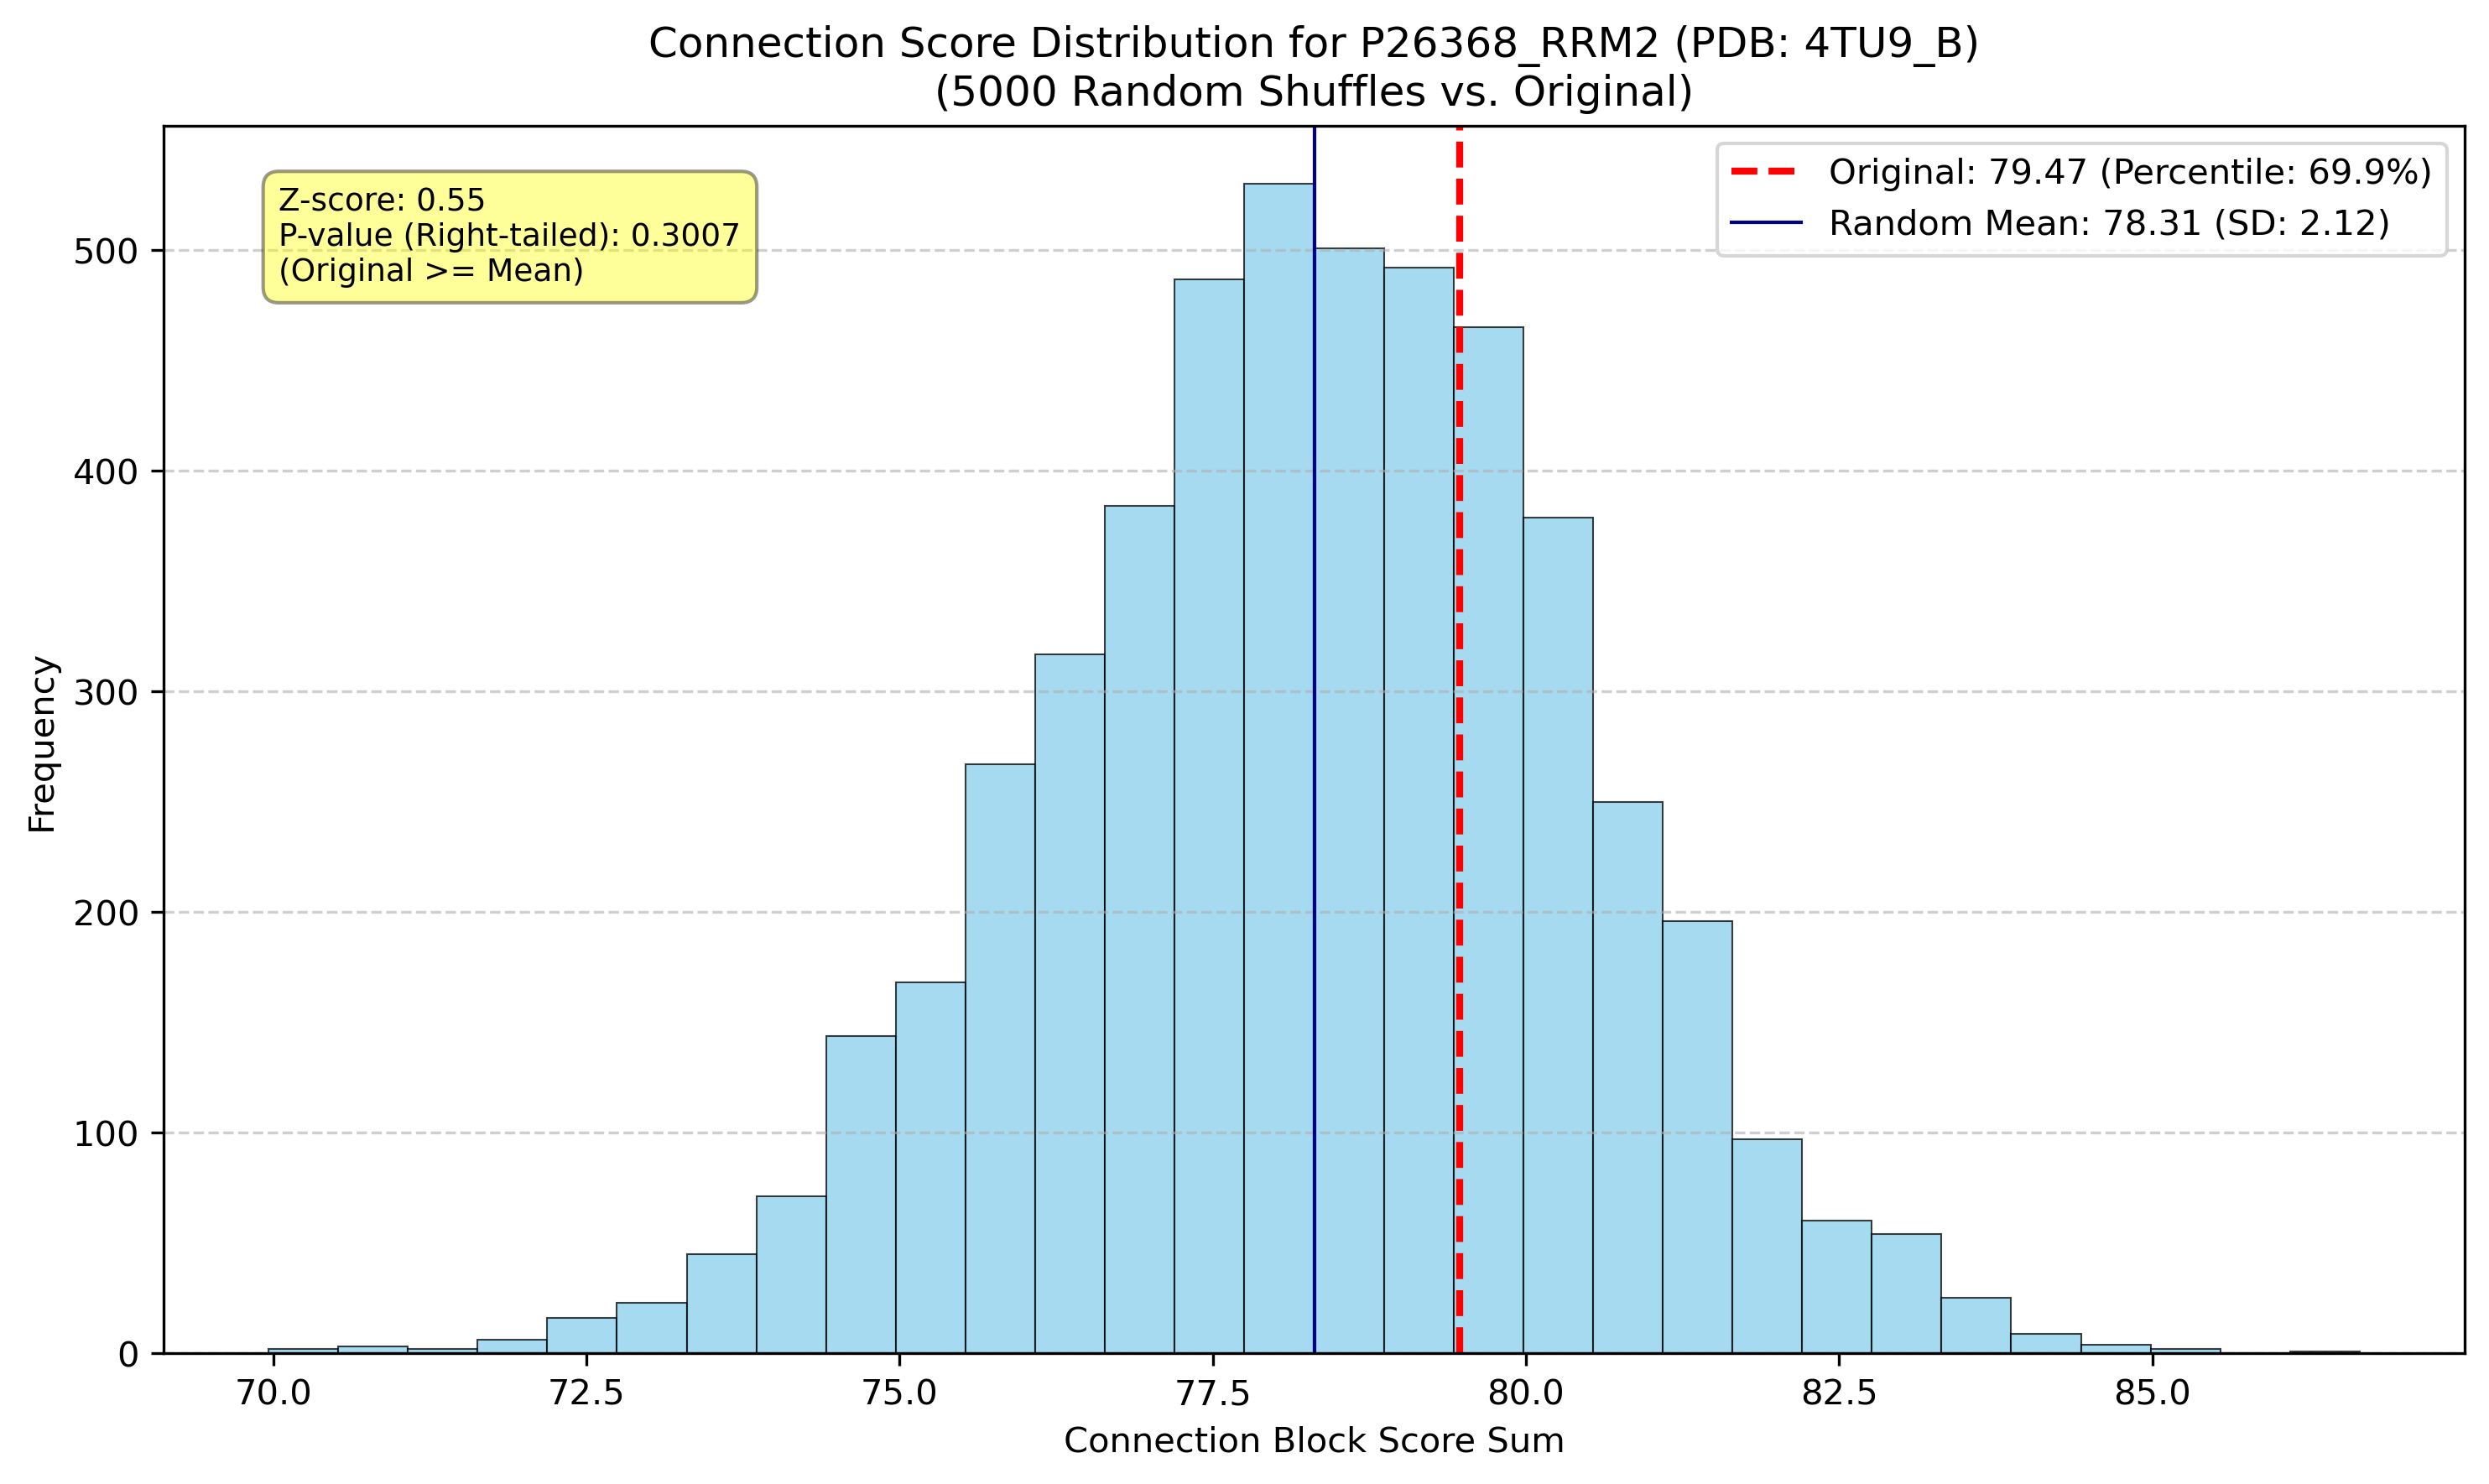 Connection Score Distribution for P26368_RRM2 (PDB: 4TU9_B)
(5000 Random Shuffles vs. Original)
Z-score: 0.55
P-value (Right-tailed): 0.3007
(Original >= Mean)
Original: 79.47 (Percentile: 69.9%)
Random Mean: 78.31 (SD: 2.12)
Frequency
500
400
300
200
100
0
70.0
72.5
75.0
77.5
80.0
82.5
85.0
Connection Block Score Sum